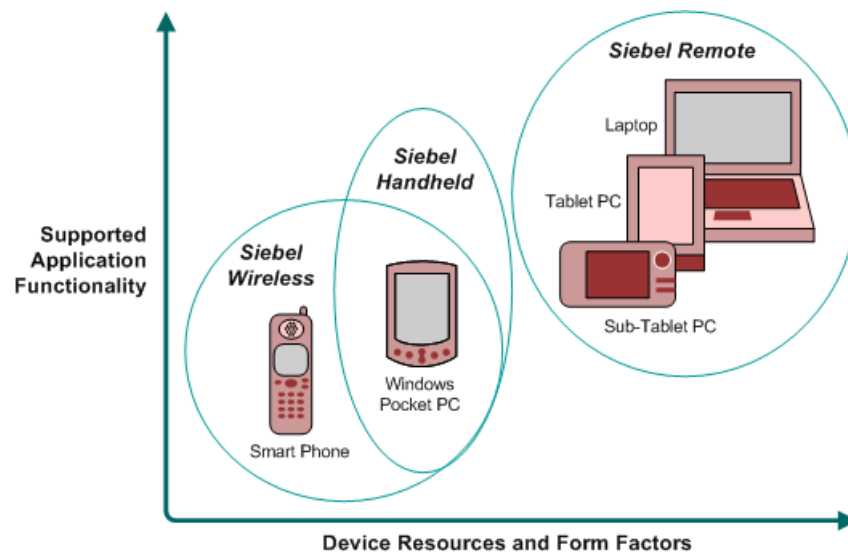 Siebel Remote
Laptop
Siebel
Handheld
Tablet PC
Supported
Application
Functionality
Siebel
Wireless
Sub-Tablet PC
Windows
Pocket PC
Smart Phone
Device Resources and Form Factors